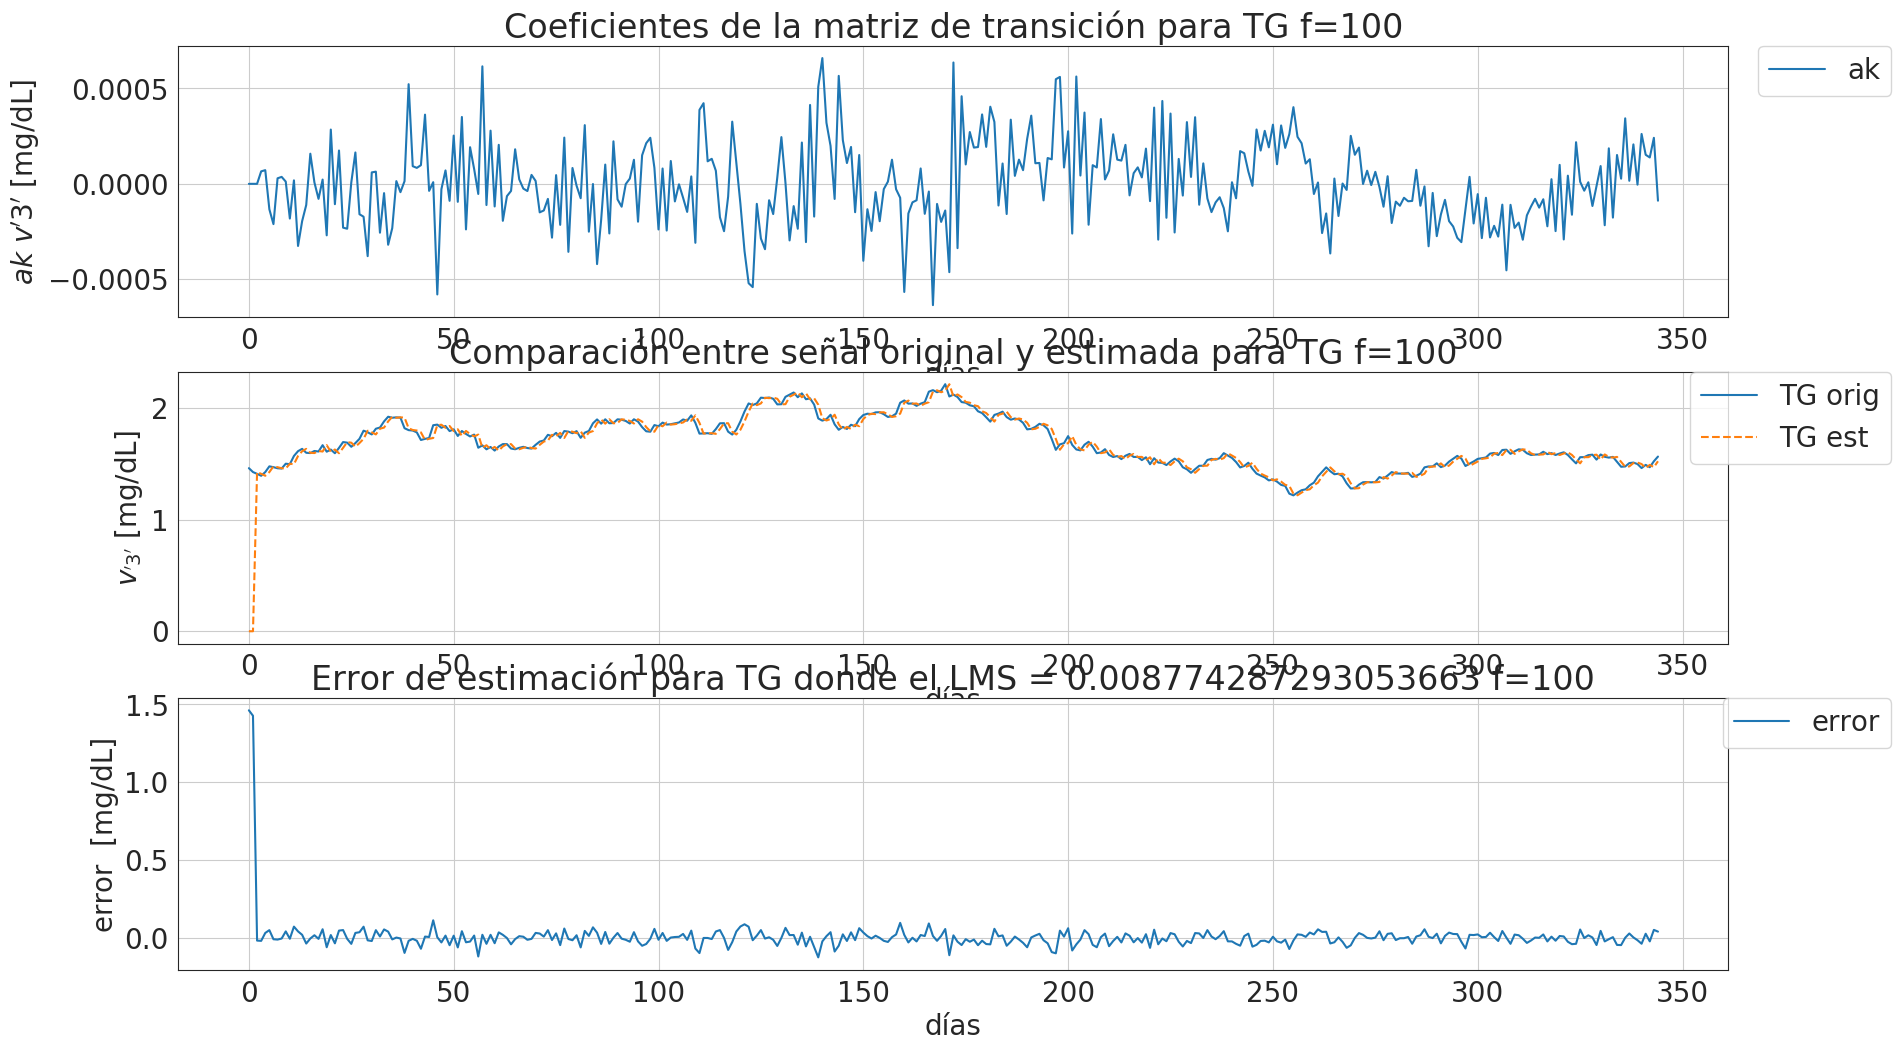 Coeficientes de la matriz de transición para TG f=100
ak v'3' [mg/dL]
0.0005
0.0000
−0.0005
ak
0 50 100 150 200 250 300 350
días
Comparación entre señal original y estimada para TG f=100
v'3' [mg/dL]
2
1
0
TG orig
TG est
0 50 100 150 200 250 300 350
días
Error de estimación para TG donde el LMS = 0.008774287293053663 f=100
error [mg/dL]
1.5
1.0
0.5
0.0
error
0 50 100 150 200 250 300 350
días